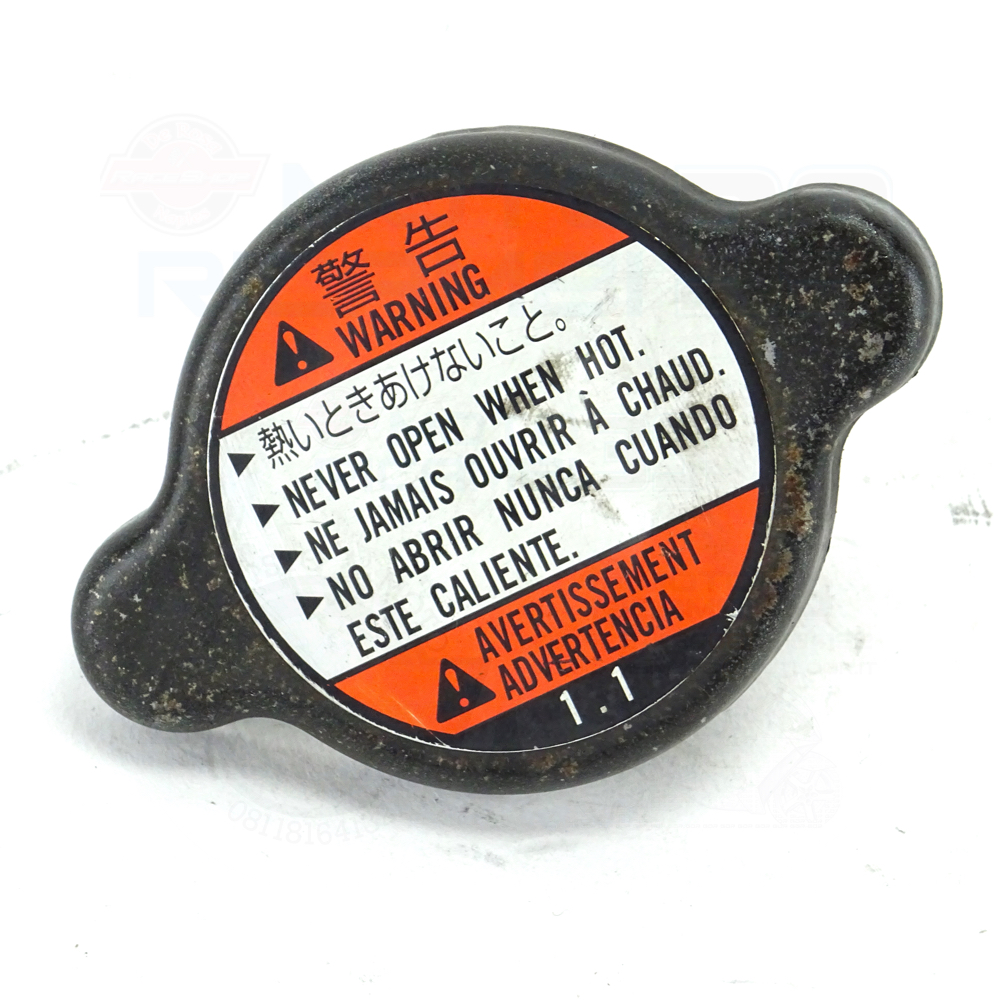 警告
WARNING
熱いときあけないこと。
NEVER OPEN WHEN HOT.
NE JAMAIS OUVRIR À CHAUD.
NO ABRIR NUNCA CUANDO
ESTE CALIENTE.
AVERTISSEMENT
ADVERTENCIA
1.1